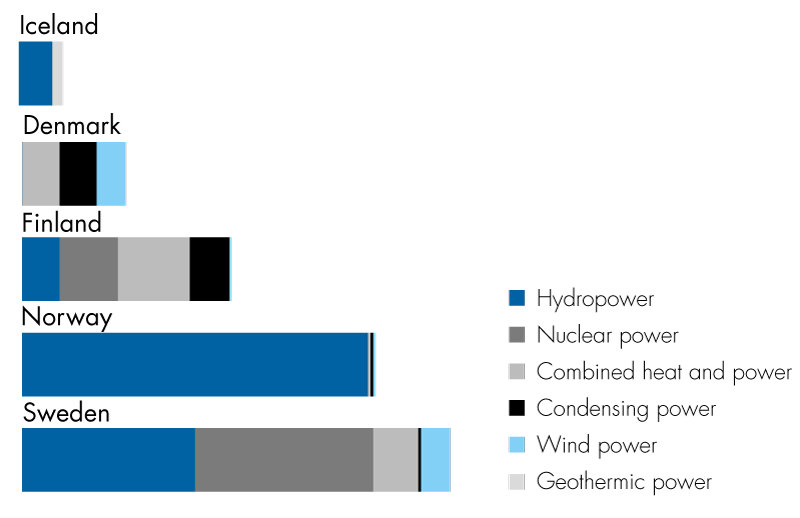 Iceland
Denmark
Finland
Norway
Sweden
Hydropower
Nuclear power
Combined heat and power
Condensing power
Wind power
Geothermic power